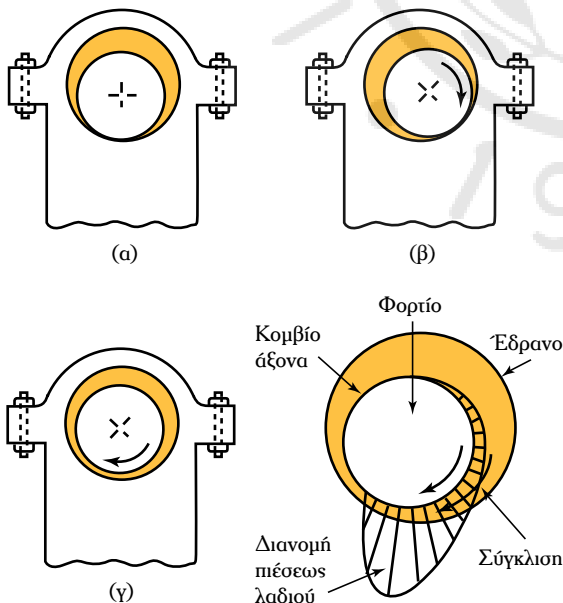 (α)
(β)
Φορτίο
Κομβίο
άξονα
Έδρανο
Διανομή
πιέσεως
λαδιού
Σύγκλιση
(γ)